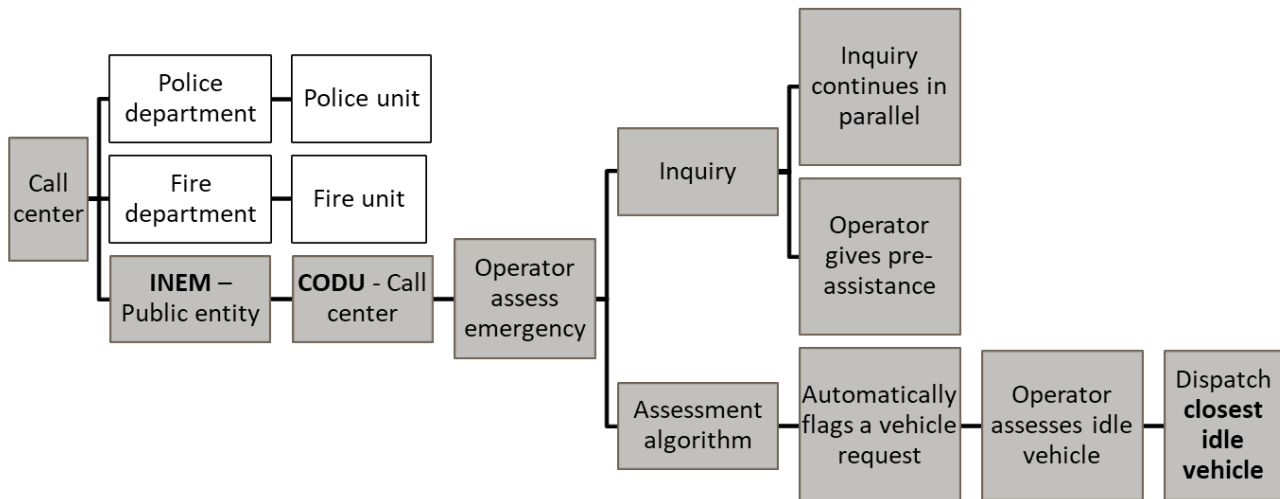 Call
center
Police
department
Police unit
Fire
department
Fire unit
INEM –
Public entity
CODU - Call
center
Operator
assess
emergency
Inquiry
Inquiry
continues in
parallel
Operator
gives pre-
assistance
Assessment
algorithm
Automatically
flags a vehicle
request
Operator
assesses idle
vehicle
Dispatch
closest
idle
vehicle